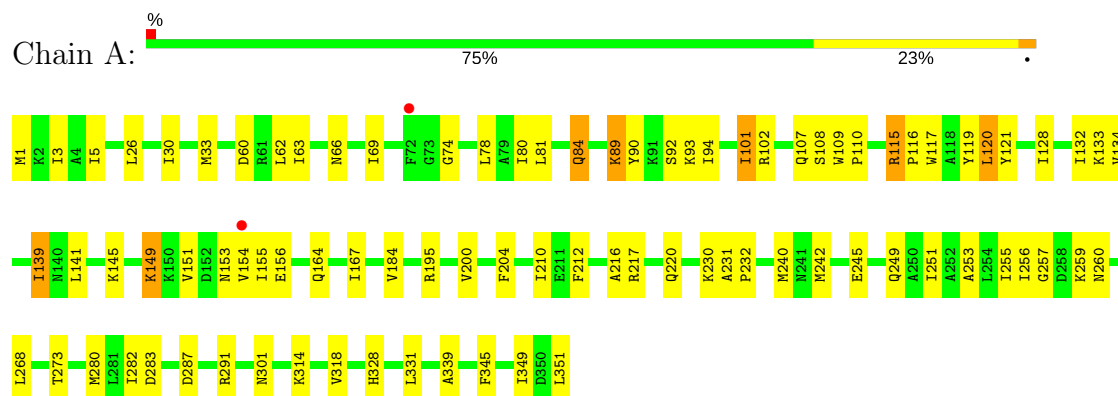 %
Chain A:
75% 23% •
M1 K2 I3 A4 I5 L26 I30 M33 D60 R61 L62 I63 N66 I69 F72 G73 G74 L78 A79 I80 L81 Q84 K89 Y90 K91 S92 K93 I94 I101 R102 Q107 S108 W109 P110 R115 P116 W117 A118 Y119 L120 Y121 I128 I132 K133 V134
I139 N140 L141 K145 K149 K150 V151 D152 N153 V154 I155 E156 Q164 I167 V184 R195 V200 F204 I210 E211 F212 A216 R217 Q220 K230 A231 P232 M240 N241 M242 E245 Q249 A250 I251 A252 A253 L254 I255 I256 G257 D258 K259 N260
L268 T273 M280 L281 I282 D283 D287 R291 N301 K314 V318 H328 L331 A339 F345 I349 D350 L351